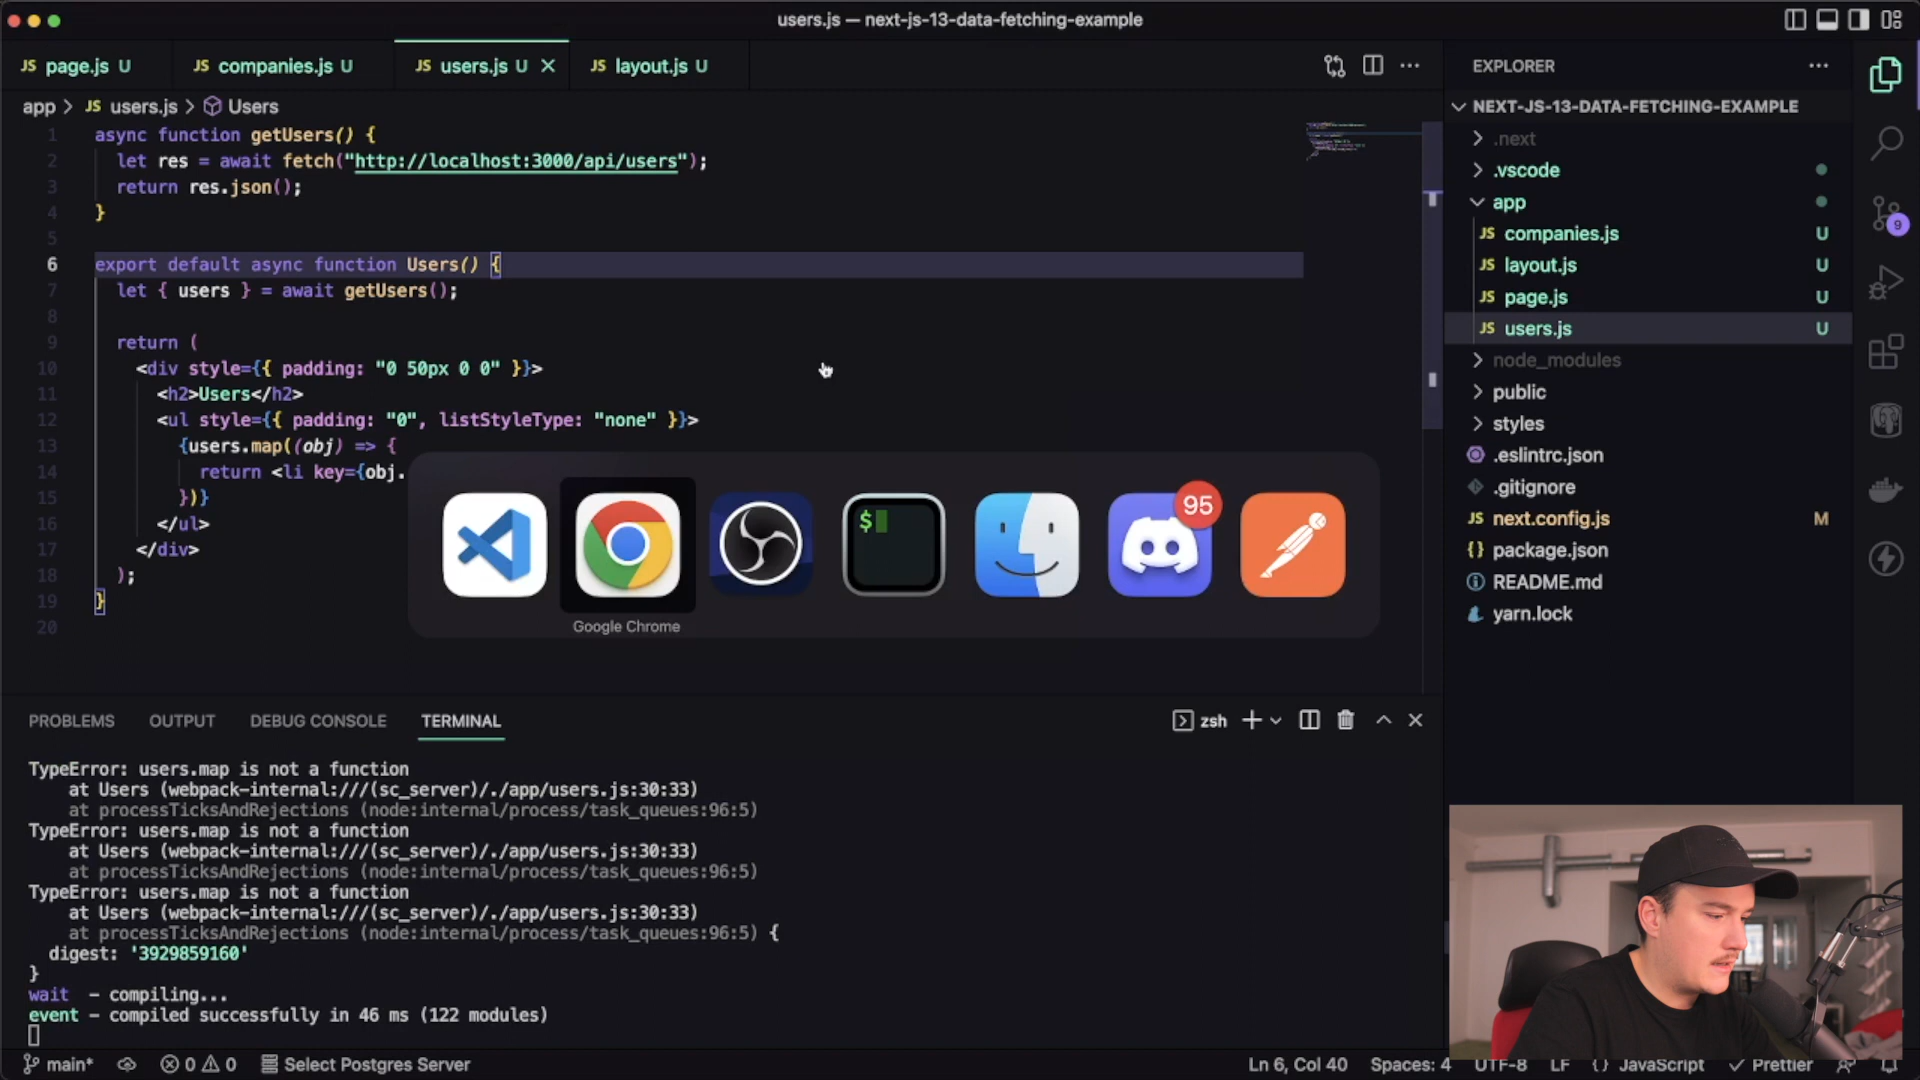 users.js — next-js-13-data-fetching-example
JS page.js U
JS companies.js U
JS users.js U
JS layout.js U
EXPLORER
app > JS users.js > Users
NEXT-JS-13-DATA-FETCHING-EXAMPLE
1 async function getUsers() {
2 let res = await fetch("http://localhost:3000/api/users");
3 return res.json();
4 }
5
6 export default async function Users() {
7 let { users } = await getUsers();
8
9 return (
10 <div style={{ padding: "0 50px 0 0" }}>
11 <h2>Users</h2>
12 <ul style={{ padding: "0", listStyleType: "none" }}>
13 {users.map((obj) => {
14 return <li key={obj.
15 })}
16 </ul>
17 </div>
18 );
19 }
20
.next
.vscode
app
JS companies.js U
JS layout.js U
JS page.js U
JS users.js U
node_modules
public
styles
.eslintrc.json
.gitignore
JS next.config.js M
{} package.json
README.md
yarn.lock
9
$
95
Google Chrome
PROBLEMS
OUTPUT
DEBUG CONSOLE
TERMINAL
zsh
TypeError: users.map is not a function
at Users (webpack-internal:///(sc_server)/./app/users.js:30:33)
at processTicksAndRejections (node:internal/process/task_queues:96:5)
TypeError: users.map is not a function
at Users (webpack-internal:///(sc_server)/./app/users.js:30:33)
at processTicksAndRejections (node:internal/process/task_queues:96:5)
TypeError: users.map is not a function
at Users (webpack-internal:///(sc_server)/./app/users.js:30:33)
at processTicksAndRejections (node:internal/process/task_queues:96:5) {
digest: '3929859160'
}
wait - compiling...
event - compiled successfully in 46 ms (122 modules)
main*
0
0
Select Postgres Server
Ln 6, Col 40
Spaces: 4
UTF-8
LF
{} JavaScript
Prettier